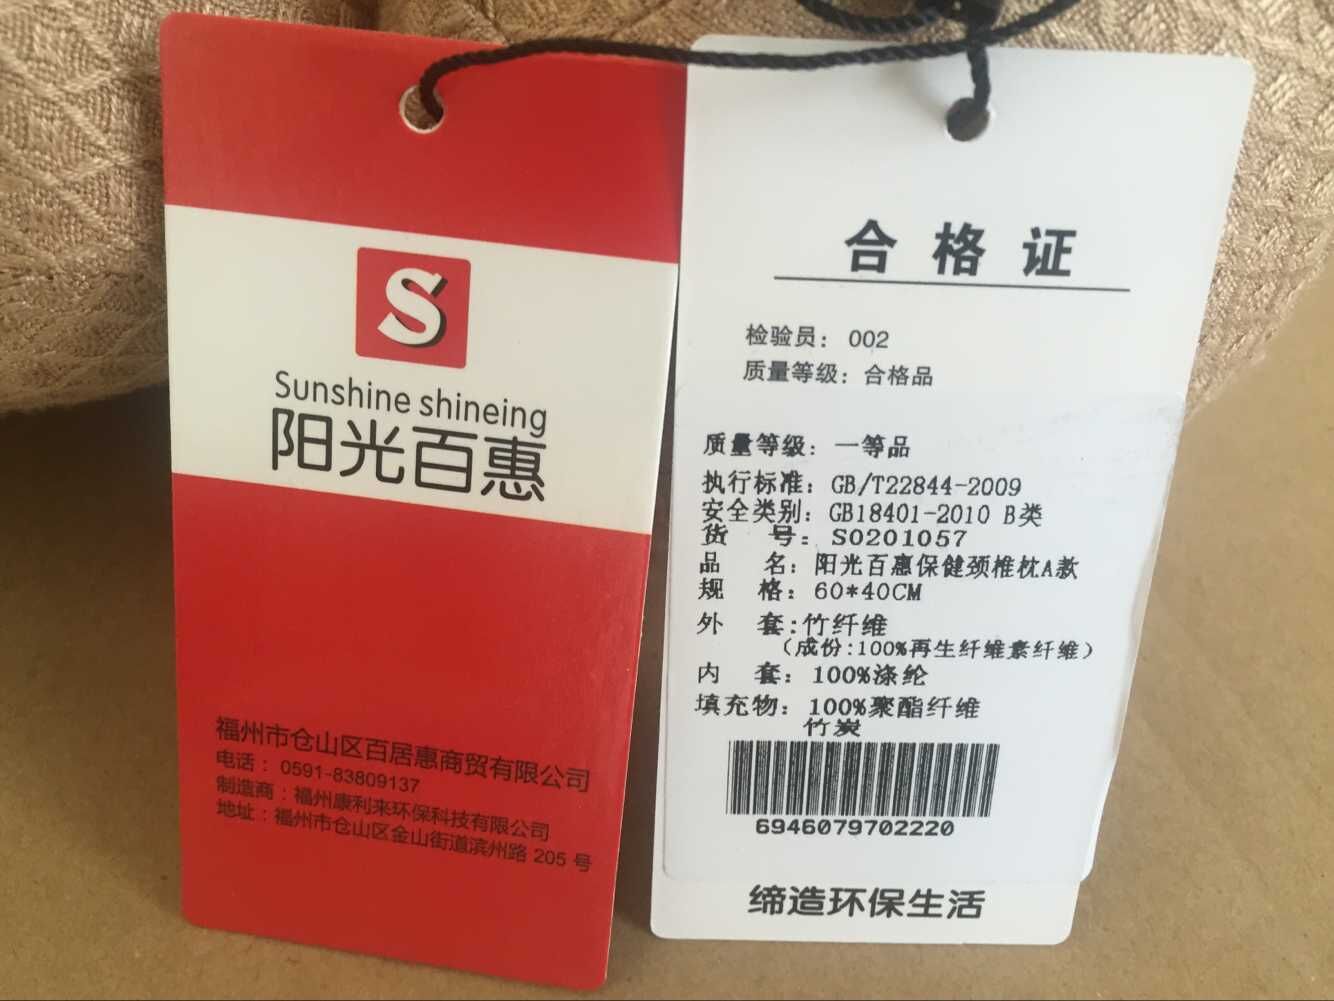 S
Sunshine shineing
阳光百惠
福州市仓山区百居惠商贸有限公司
电话： 0591-83809137
制造商：福州康利来环保科技有限公司
地址：福州市仓山区金山街道滨州路 205 号
合格证
检验员： 002
质量等级：合格品
质量等级： 一等品
执行标准： GB/T22844-2009
安全类别： GB18401-2010 B类
货 号： S0201057
品 名：阳光百惠保健颈椎枕A款
规 格：60*40CM
外 套:竹纤维
（成份:100%再生纤维素纤维）
内 套： 100%涤纶
填充物： 100%聚酯纤维
竹炭
6946079702220
缔造环保生活